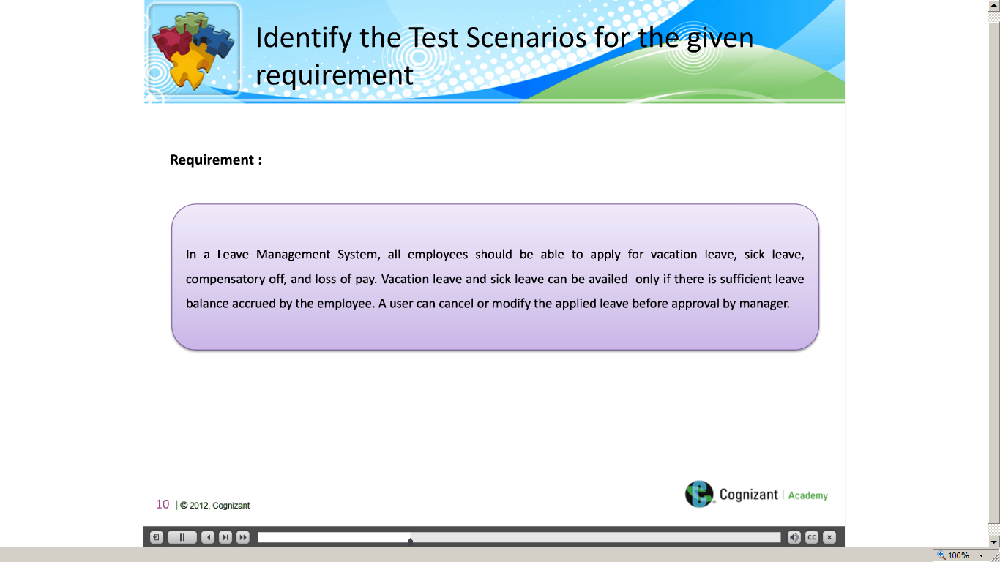 Identify the Test Scenarios for the given
requirement
Requirement :
In a Leave Management System, all employees should be able to apply for vacation leave, sick leave,
compensatory off, and loss of pay. Vacation leave and sick leave can be availed only if there is sufficient leave
balance accrued by the employee. A user can cancel or modify the applied leave before approval by manager.
10 | © 2012, Cognizant
Cognizant | Academy
CC
100%